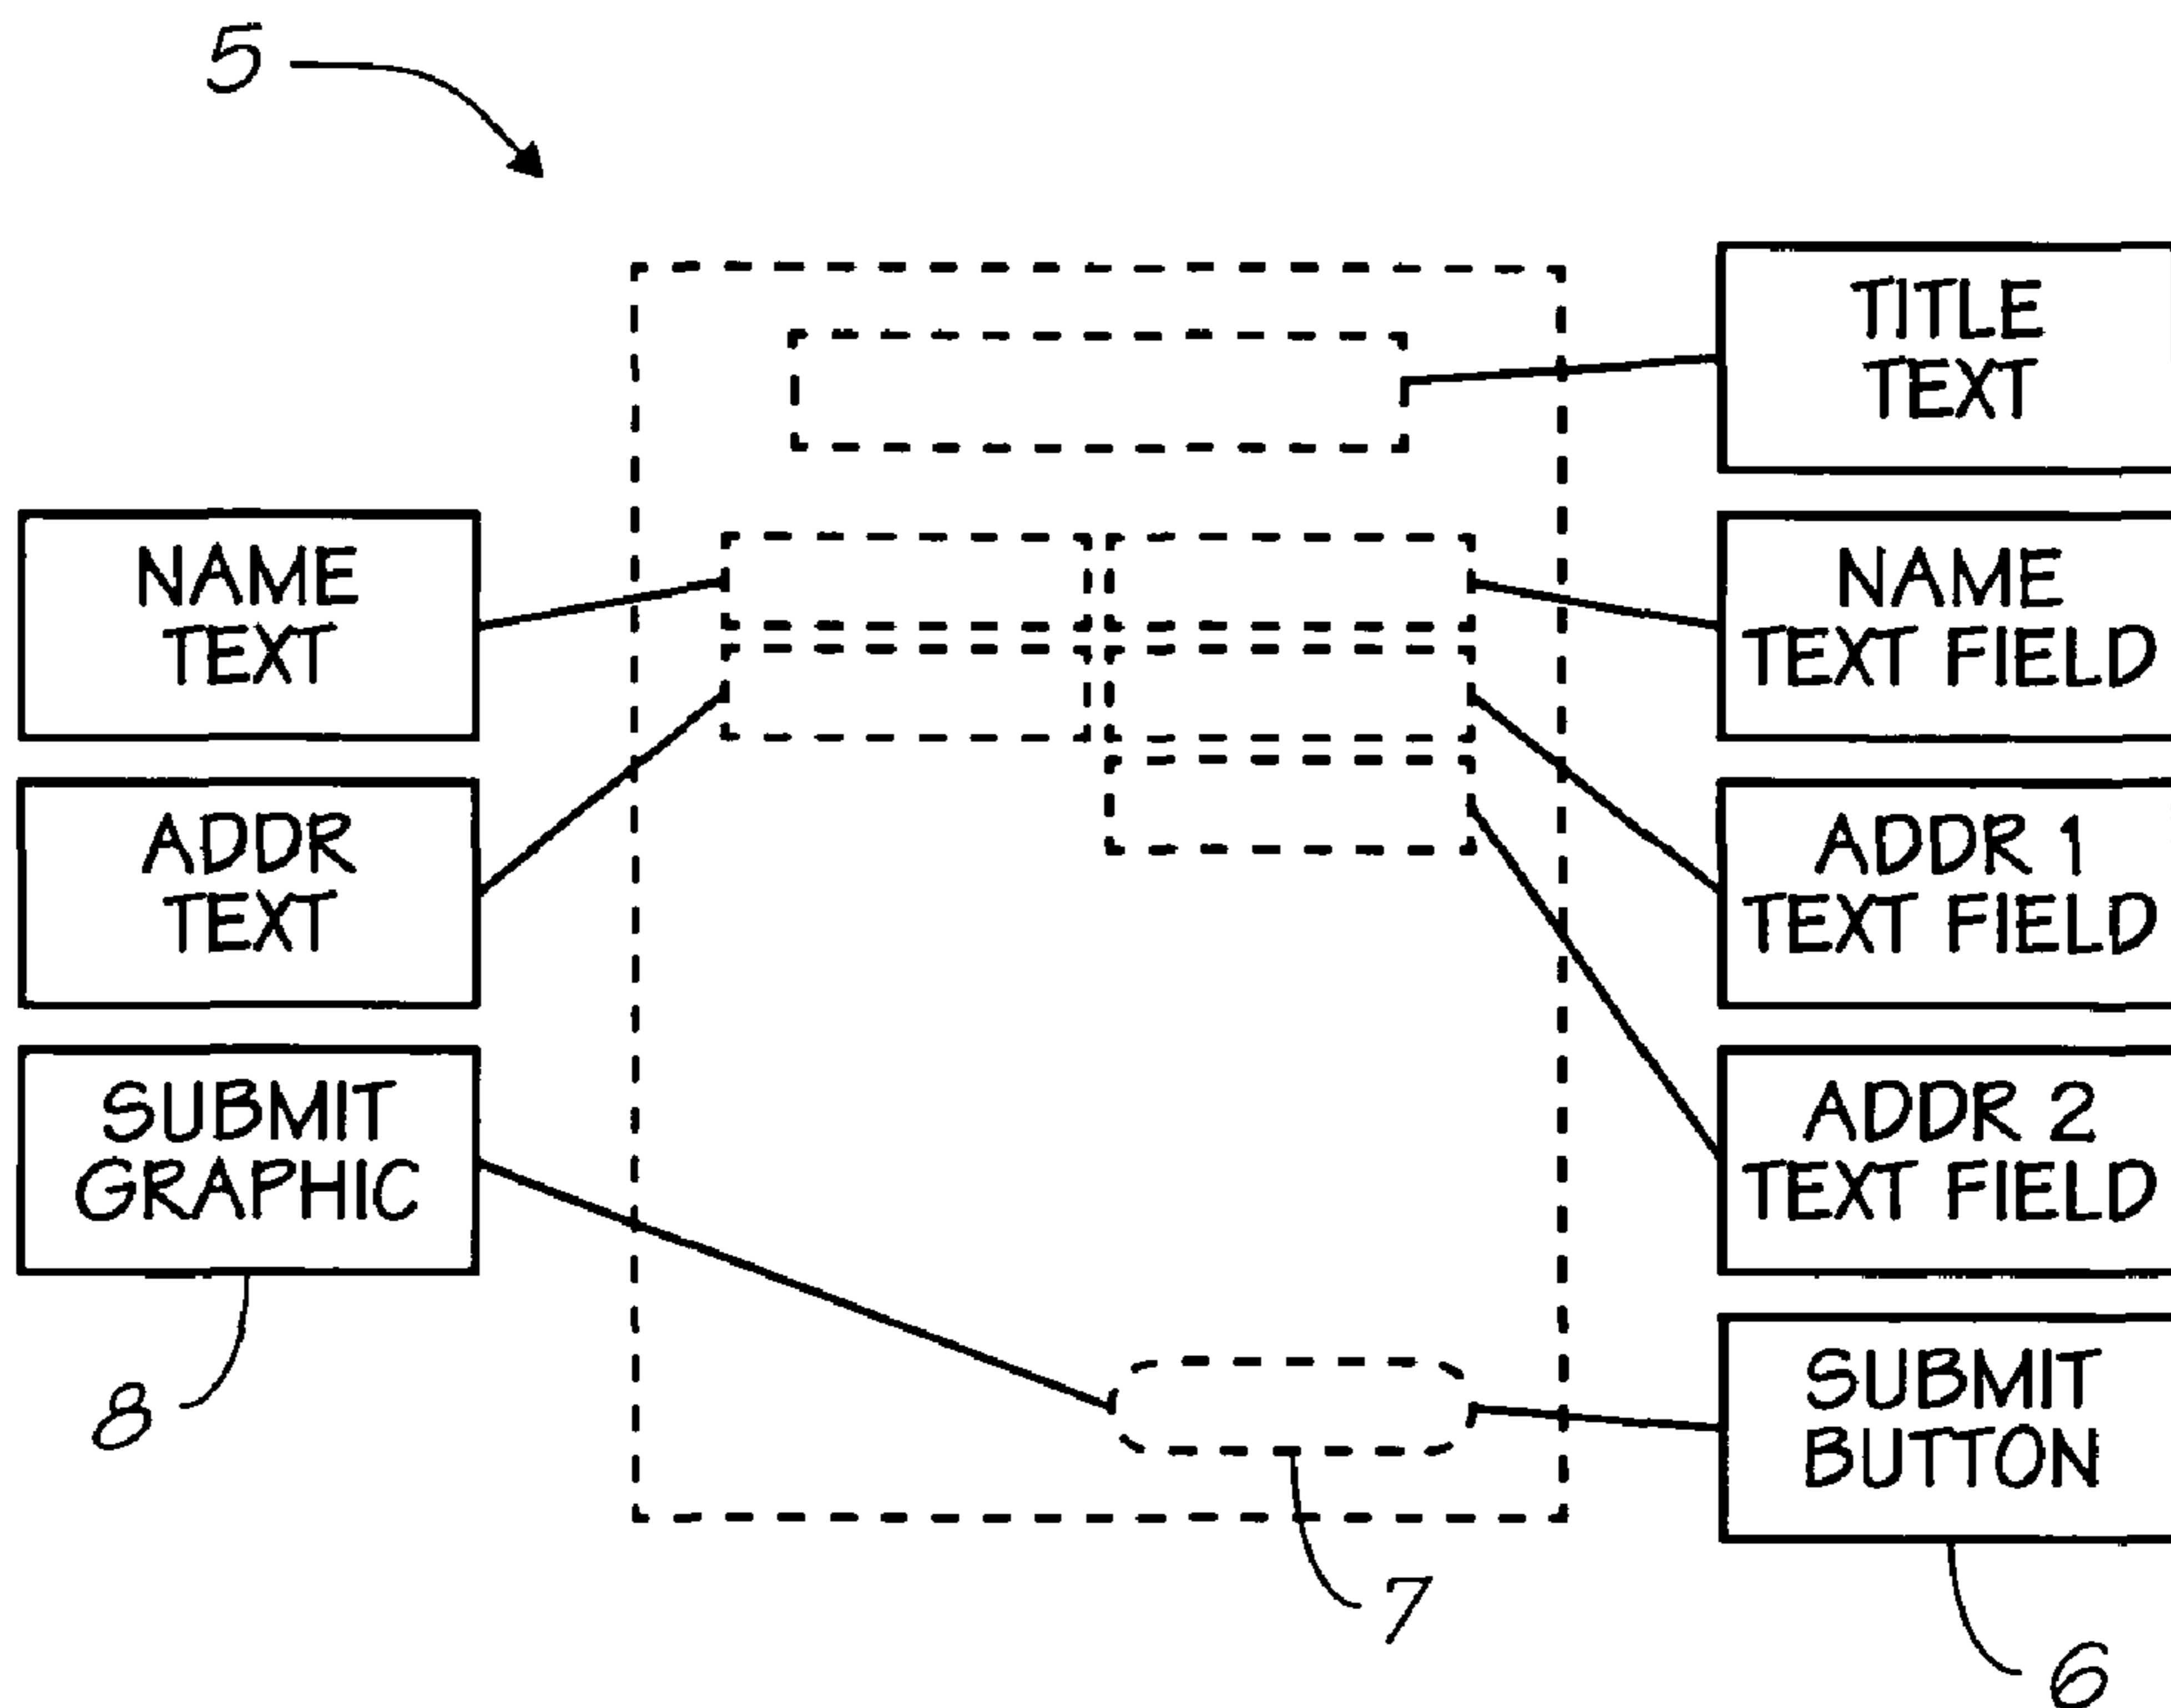 5
TITLE
TEXT
NAME
TEXT
NAME
TEXT FIELD
ADDR
TEXT
ADDR 1
TEXT FIELD
SUBMIT
GRAPHIC
ADDR 2
TEXT FIELD
SUBMIT
BUTTON
8
7
6